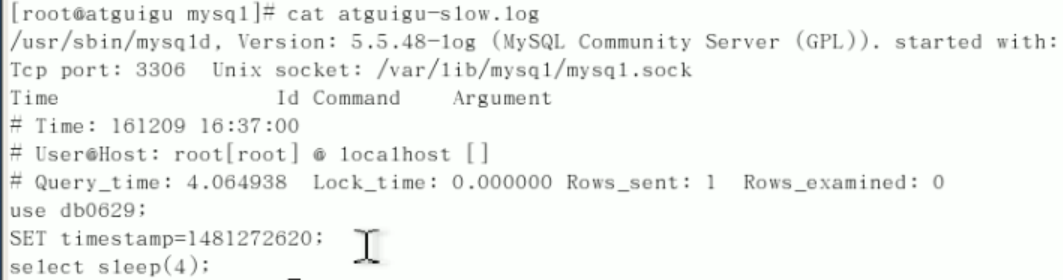 [root@atguigu mysql]# cat atguigu-slow.log
/usr/sbin/mysqld, Version: 5.5.48-log (MySQL Community Server (GPL)). started with:
Tcp port: 3306  Unix socket: /var/lib/mysql/mysql.sock
Time                 Id Command    Argument
# Time: 161209 16:37:00
# User@Host: root[root] @ localhost []
# Query_time: 4.064938  Lock_time: 0.000000 Rows_sent: 1  Rows_examined: 0
use db0629;
SET timestamp=1481272620;
select sleep(4);